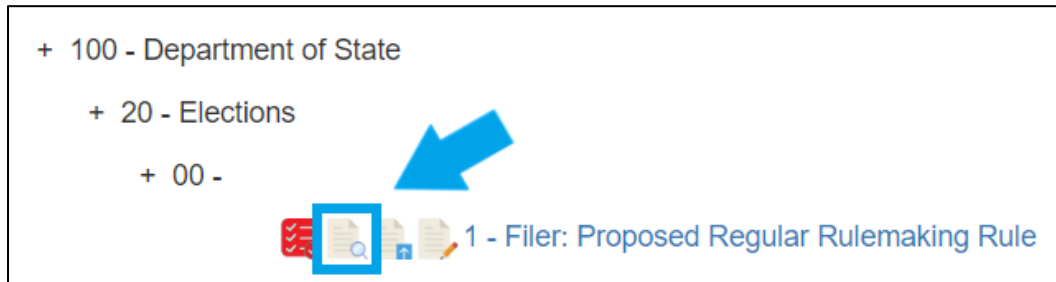 + 100 - Department of State
+ 20 - Elections
+ 00 -
1 - Filer: Proposed Regular Rulemaking Rule